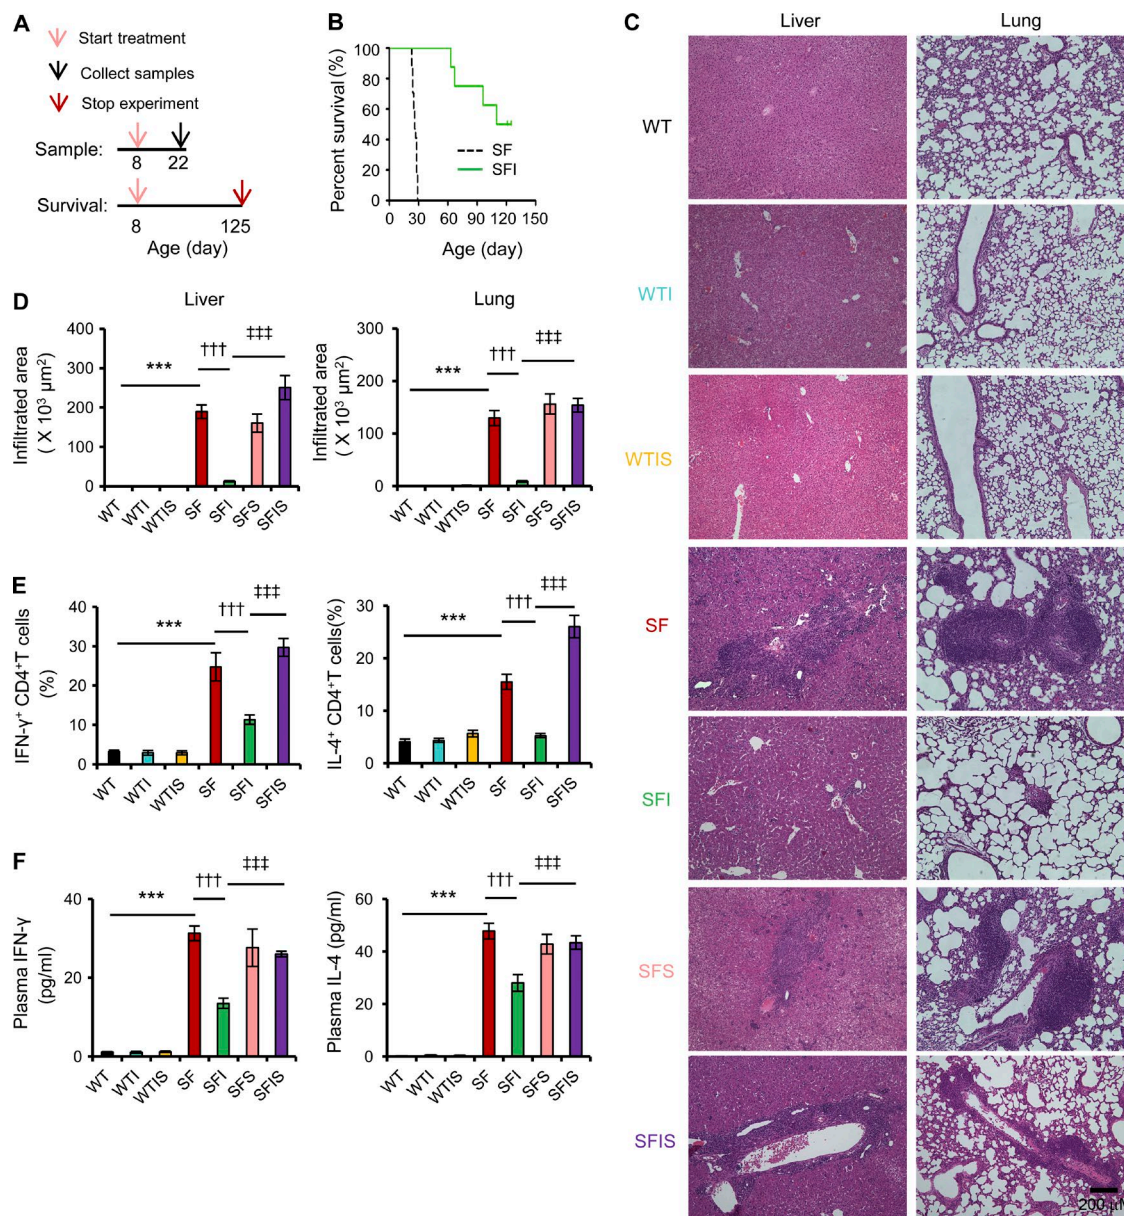 A
Start treatment
Collect samples
Stop experiment
Sample:
8
22
Survival:
8
125
Age (day)
B
Percent survival (%)
100
80
60
40
20
0
SF
SFI
0
30
60
90
120
150
Age (day)
C
Liver
Lung
WT
WTI
WTIS
SF
SFI
SFS
SFIS
200 µM
D
Liver
Infiltrated area
( X 10³ µm²)
400
300
200
100
0
***
†††
‡‡‡
WT
WTI
WTIS
SF
SFI
SFS
SFIS
Lung
Infiltrated area
( X 10³ µm²)
300
200
100
0
***
†††
‡‡‡
WT
WTI
WTIS
SF
SFI
SFS
SFIS
E
IFN-γ⁺ CD4⁺T cells
(%)
40
30
20
10
0
***
†††
‡‡‡
WT
WTI
WTIS
SF
SFI
SFIS
IL-4⁺ CD4⁺T cells(%)
30
20
10
0
***
†††
‡‡‡
WT
WTI
WTIS
SF
SFI
SFIS
F
Plasma IFN-γ
(pg/ml)
40
20
0
***
†††
‡‡‡
WT
WTI
WTIS
SF
SFI
SFS
SFIS
Plasma IL-4 (pg/ml)
60
40
20
0
***
†††
‡‡‡
WT
WTI
WTIS
SF
SFI
SFS
SFIS